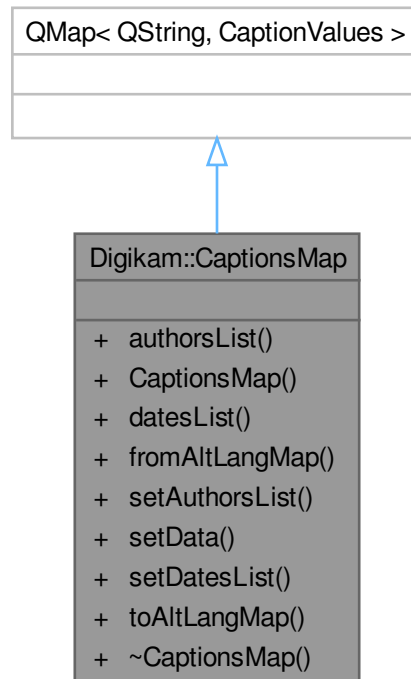 QMap< QString, CaptionValues >
Digikam::CaptionsMap
+ authorsList()
+ CaptionsMap()
+ datesList()
+ fromAltLangMap()
+ setAuthorsList()
+ setData()
+ setDatesList()
+ toAltLangMap()
+ ~CaptionsMap()